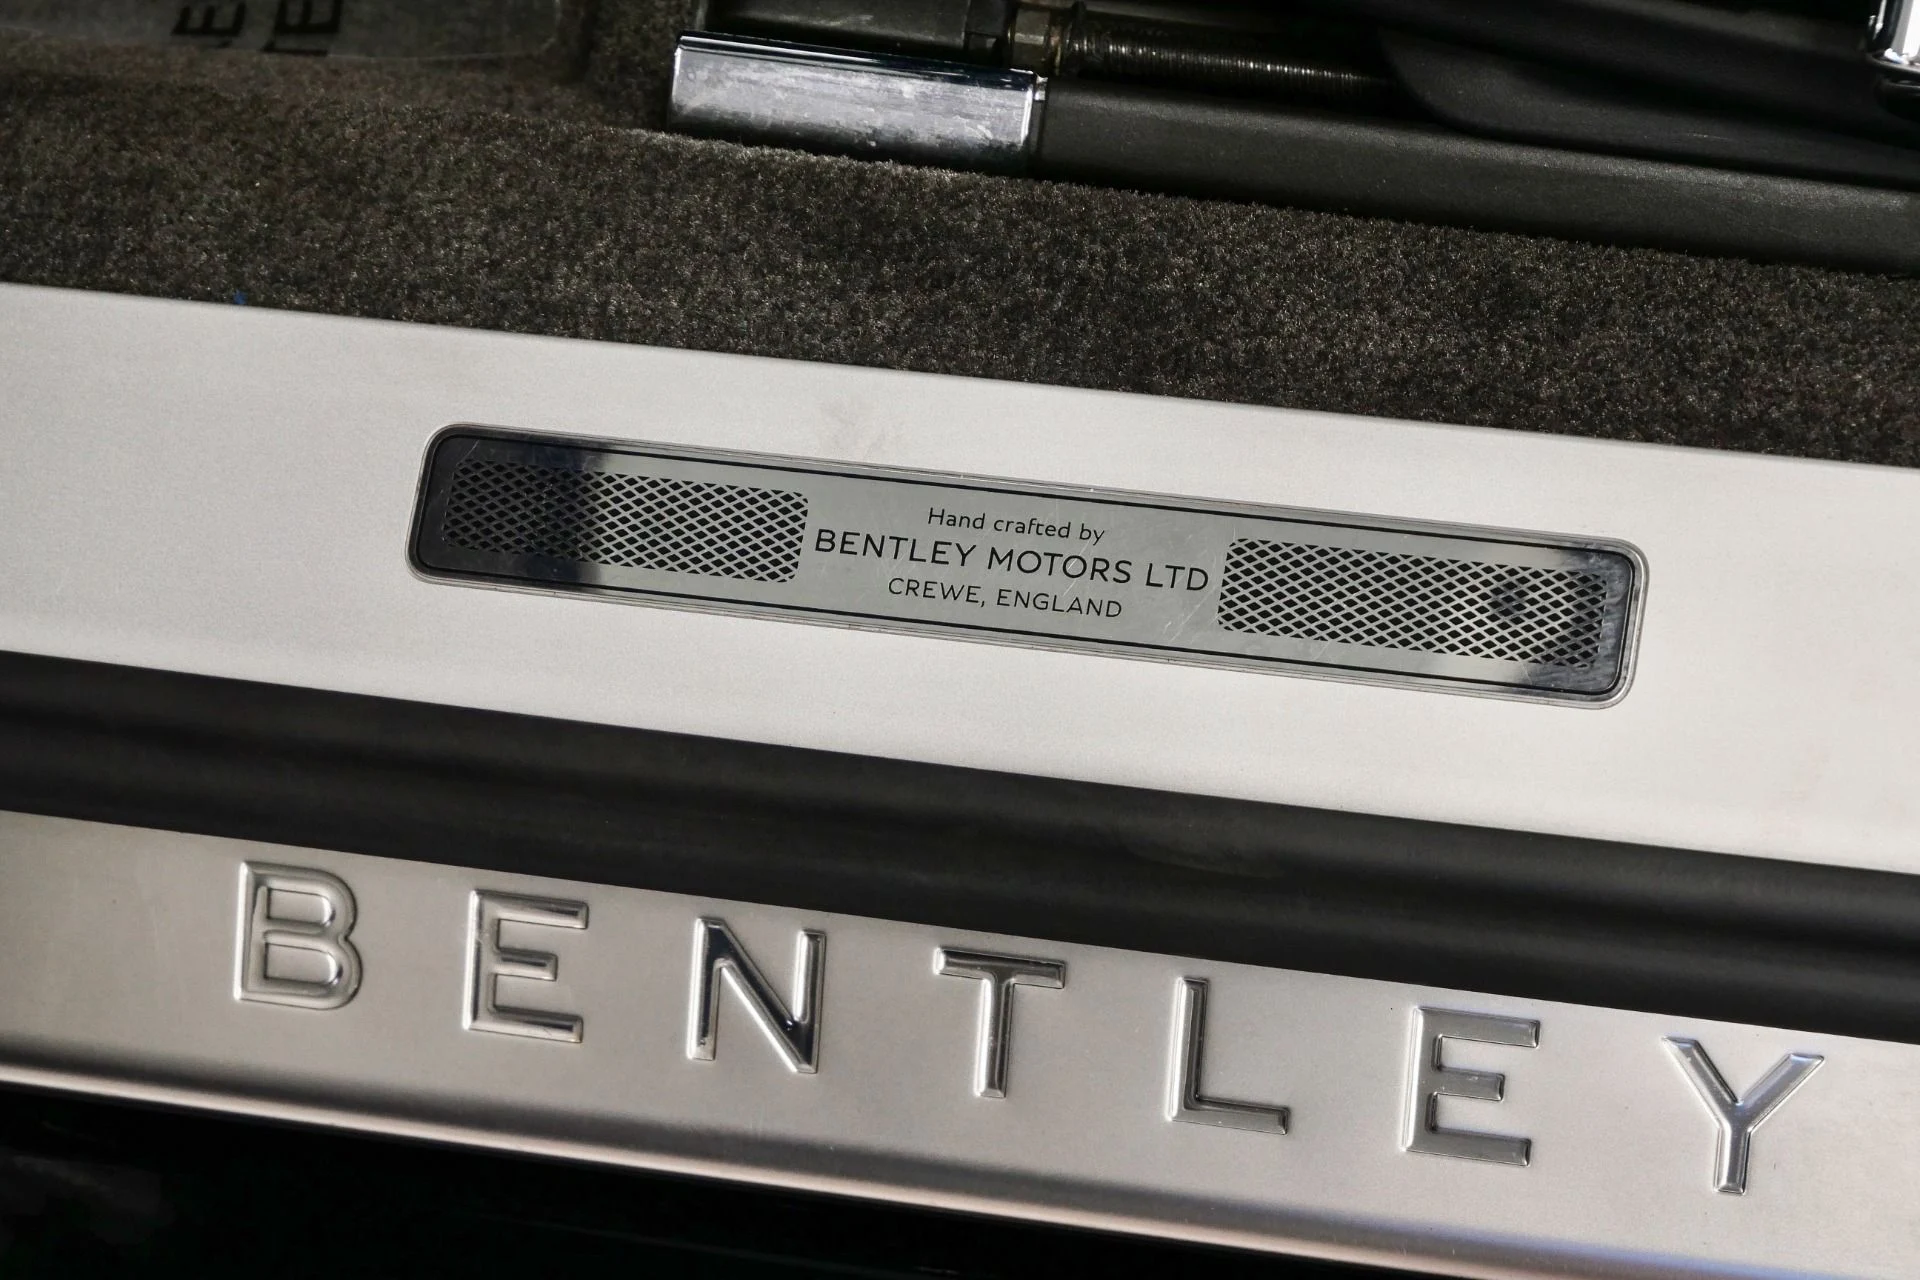 Hand crafted by
BENTLEY MOTORS LTD
CREWE, ENGLAND
BENTLEY